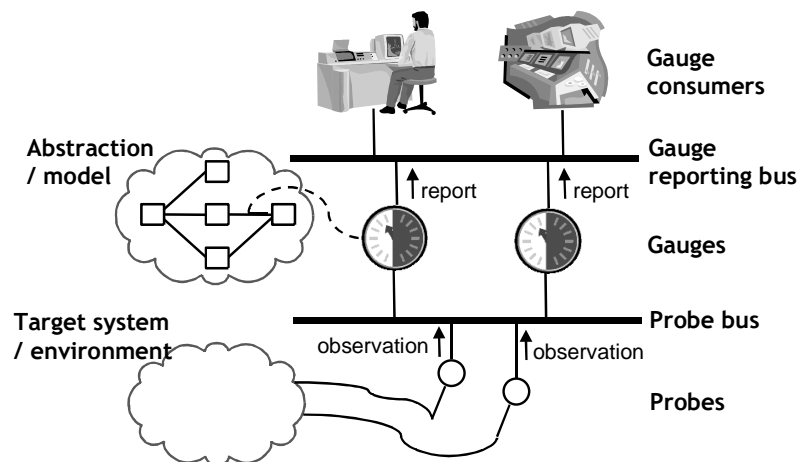 Gauge
consumers
Abstraction
/ model
Gauge
reporting bus
report
report
Gauges
Target system
/ environment
Probe bus
observation
observation
Probes